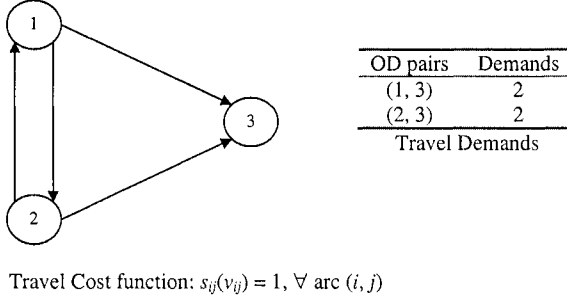 1
3
2
OD pairs Demands
(1, 3) 2
(2, 3) 2
Travel Demands
Travel Cost function: sij(vij) = 1, ∀ arc (i, j)